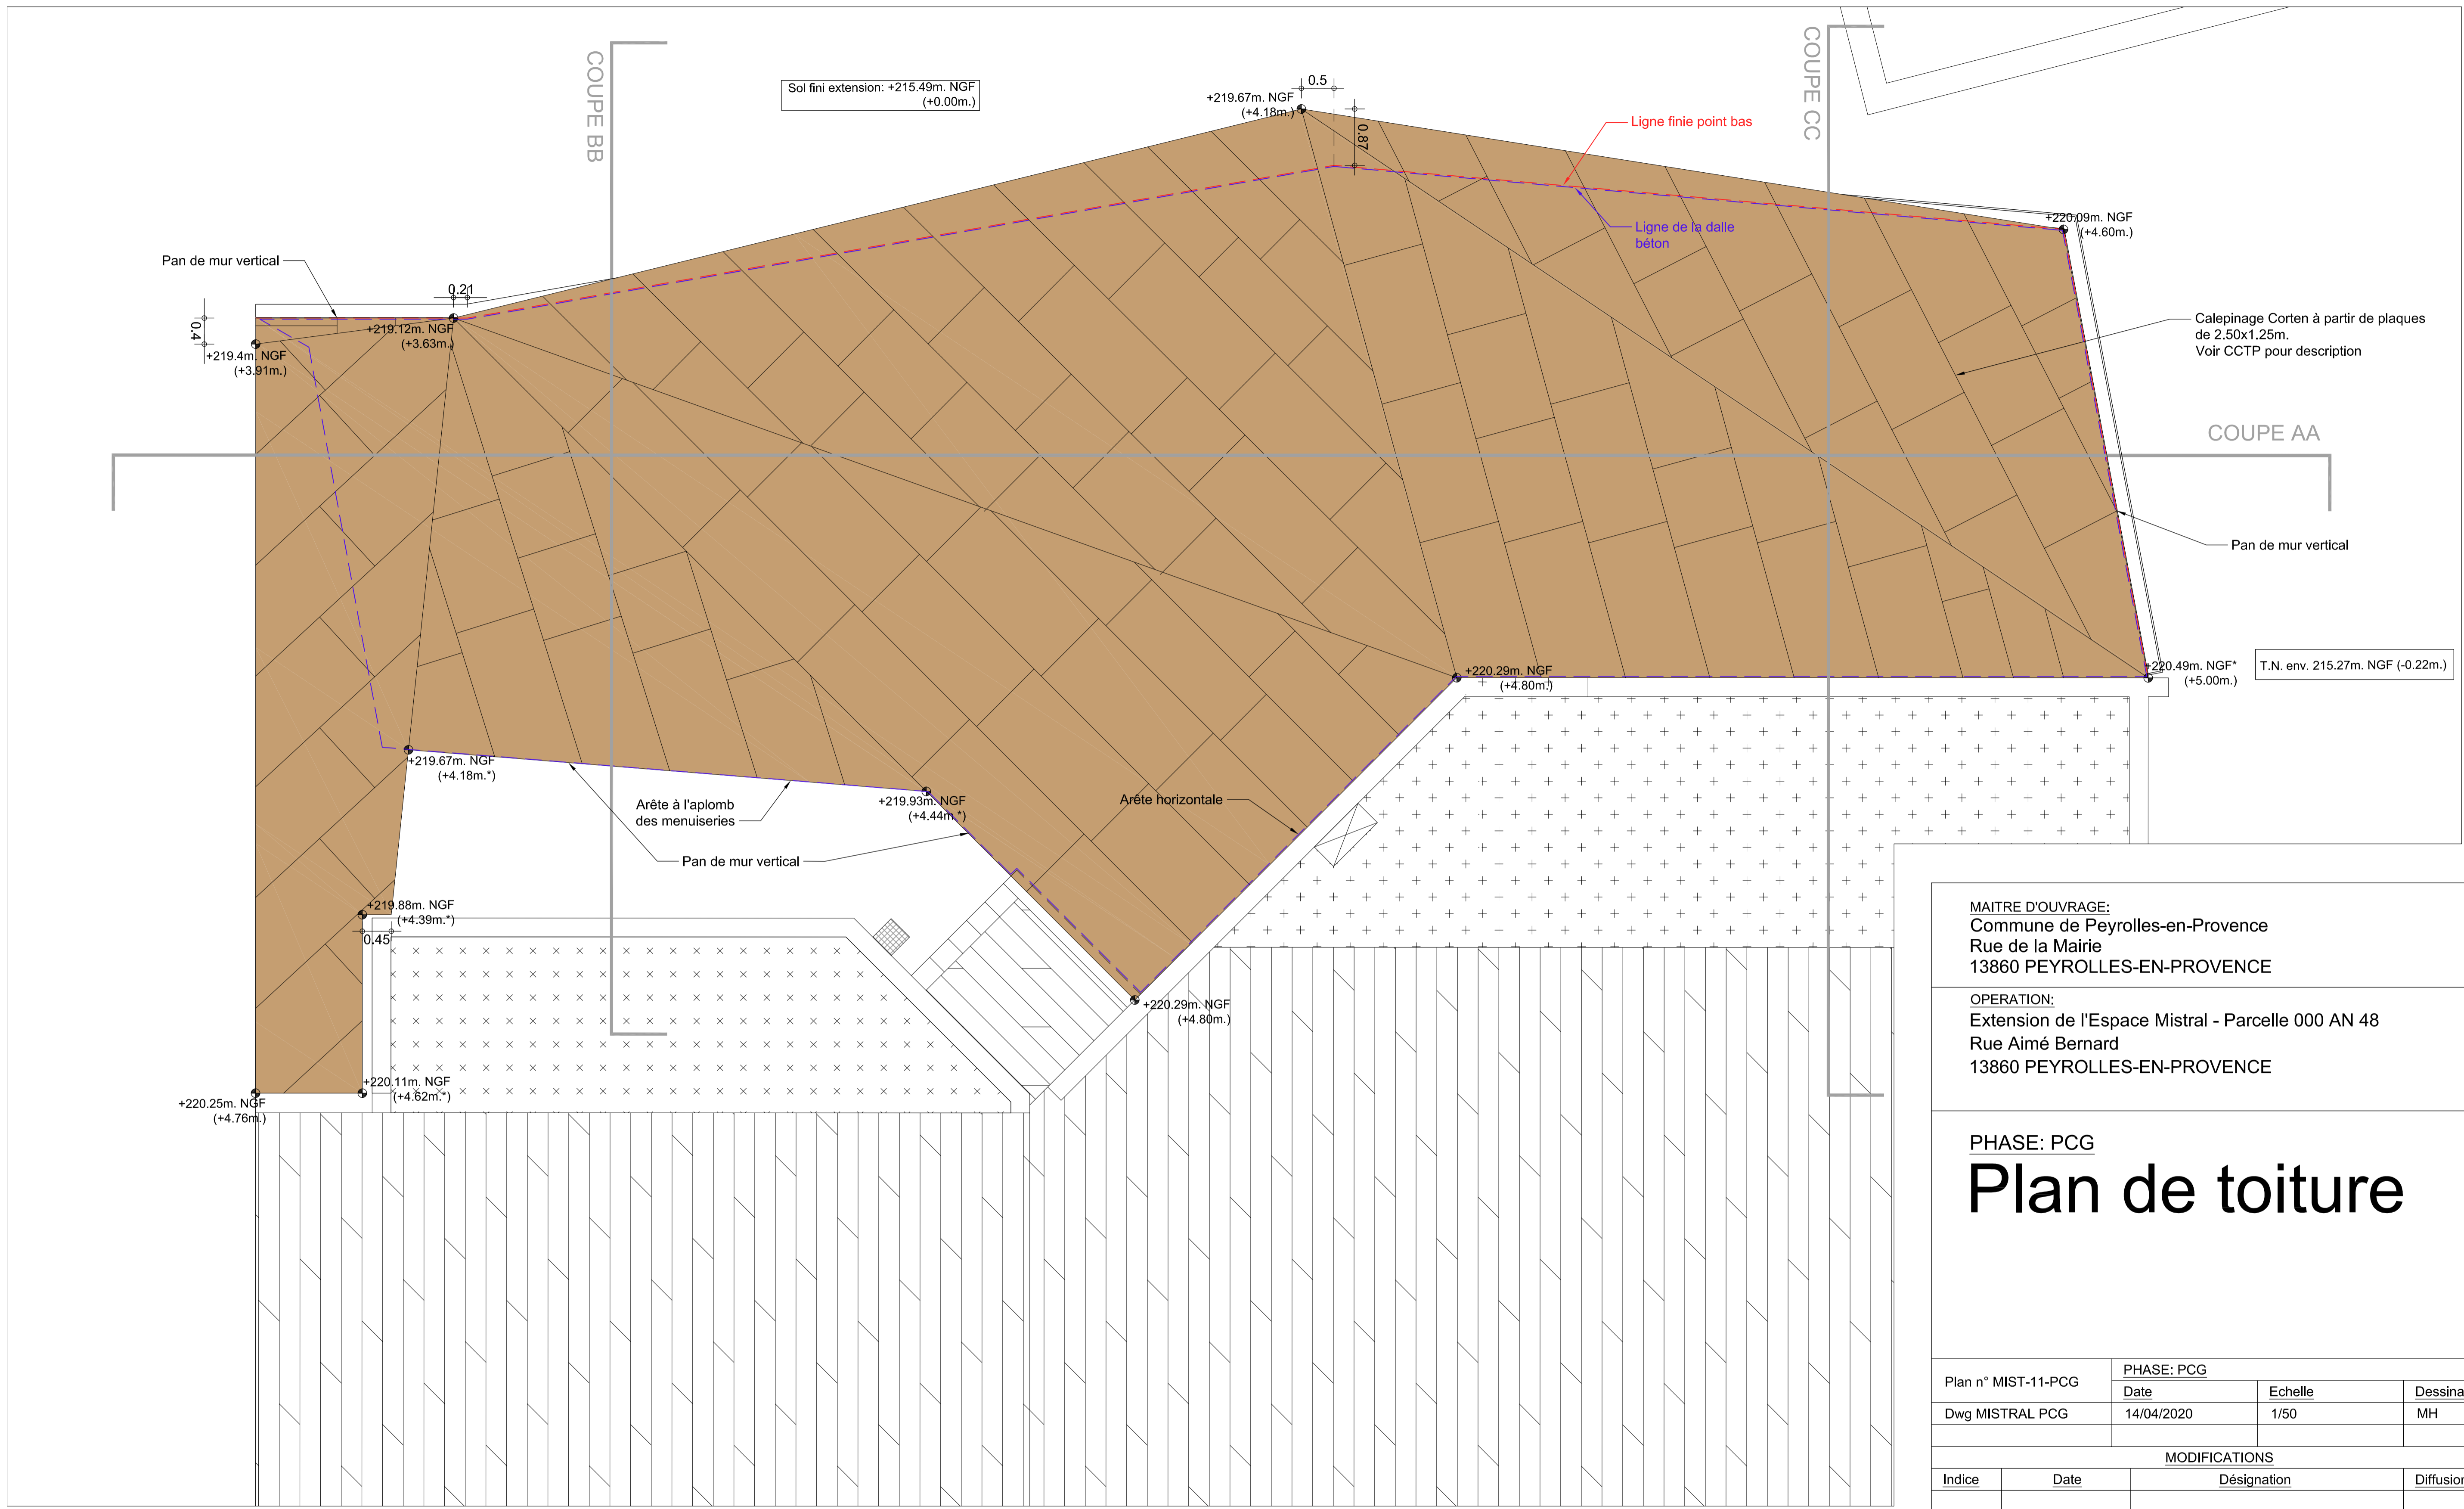 COUPE BB
Sol fini extension: +215.49m. NGF
(+0.00m.)
0.5
+219.67m. NGF
(+4.18m.)
0.87
Ligne finie point bas
COUPE CC
Ligne de la dalle
béton
+220.09m. NGF
(+4.60m.)
Pan de mur vertical
0.21
0.4
+219.12m. NGF
(+3.63m.)
+219.4m. NGF
(+3.91m.)
Calepinage Corten à partir de plaques
de 2.50x1.25m.
Voir CCTP pour description
COUPE AA
Pan de mur vertical
+220.29m. NGF
(+4.80m.)
+220.49m. NGF*
(+5.00m.)
T.N. env. 215.27m. NGF (-0.22m.)
+219.67m. NGF
(+4.18m.*)
Arête à l'aplomb
des menuiseries
+219.93m. NGF
(+4.44m.*)
Arête horizontale
Pan de mur vertical
+219.88m. NGF
(+4.39m.*)
0.45
+220.29m. NGF
(+4.80m.)
+220.11m. NGF
(+4.62m.*)
+220.25m. NGF
(+4.76m.)
MAITRE D'OUVRAGE:
Commune de Peyrolles-en-Provence
Rue de la Mairie
13860 PEYROLLES-EN-PROVENCE
OPERATION:
Extension de l'Espace Mistral - Parcelle 000 AN 48
Rue Aimé Bernard
13860 PEYROLLES-EN-PROVENCE
PHASE: PCG
Plan de toiture
Plan n° MIST-11-PCG
PHASE: PCG
Date Echelle Dessina
Dwg MISTRAL PCG 14/04/2020 1/50 MH
MODIFICATIONS
Indice Date Désignation Diffusion